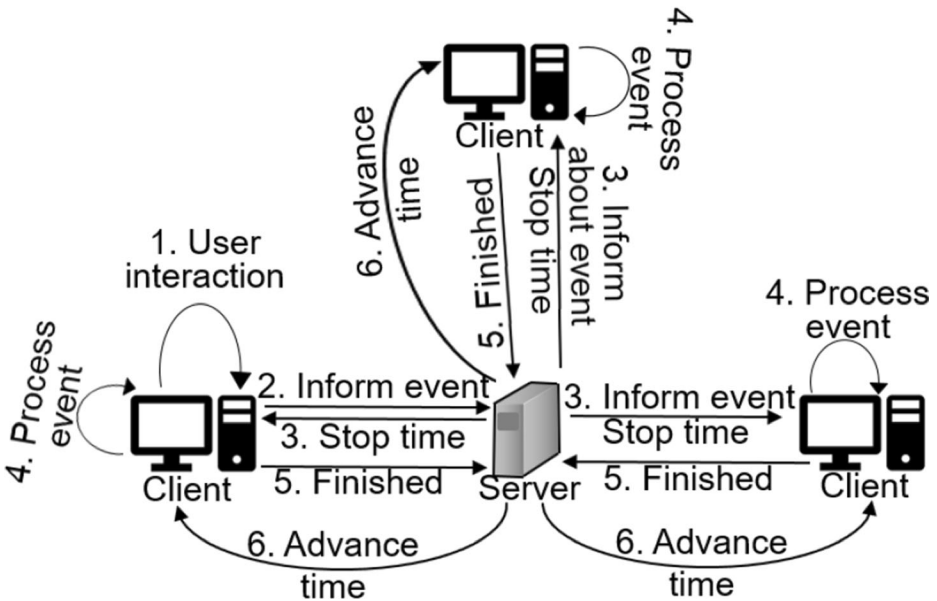 4. Process
event
Client
6. Advance
time
5. Finished
3. Inform
about event
Stop time
1. User
interaction
4. Process
event
Client
2. Inform event
3. Stop time
5. Finished
Server
3. Inform event
Stop time
5. Finished
4. Process
event
Client
6. Advance
time
6. Advance
time